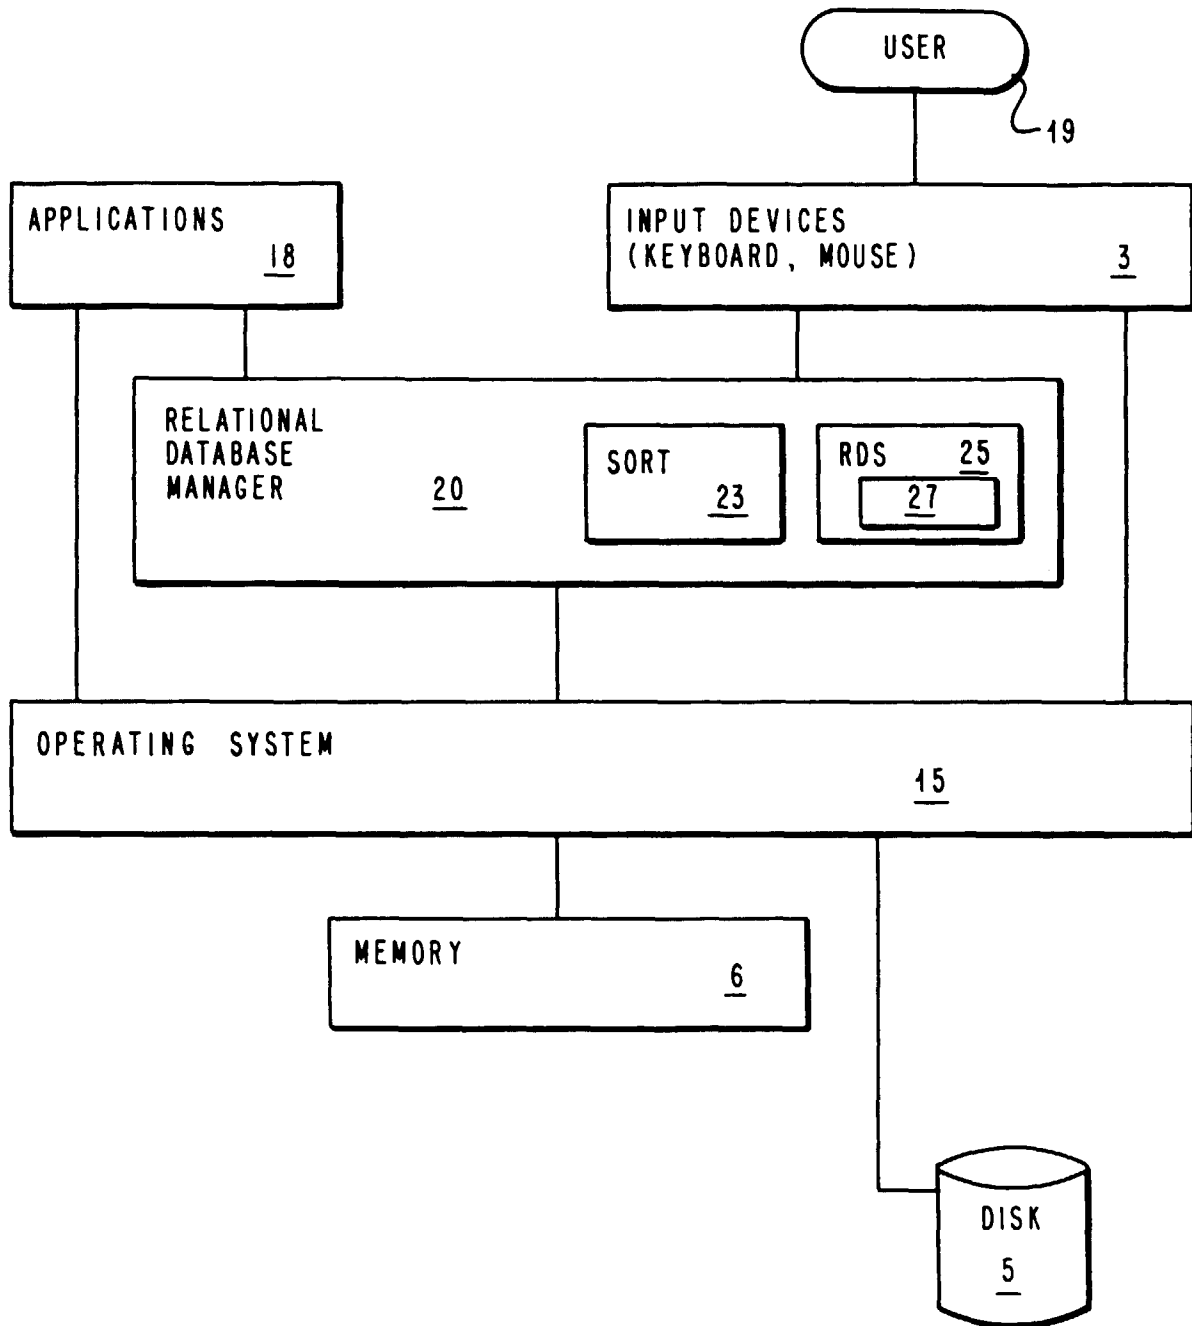 USER
19
APPLICATIONS
18
INPUT DEVICES
(KEYBOARD, MOUSE)
3
RELATIONAL
DATABASE
MANAGER
20
SORT
23
RDS
25
27
OPERATING SYSTEM
15
MEMORY
6
DISK
5